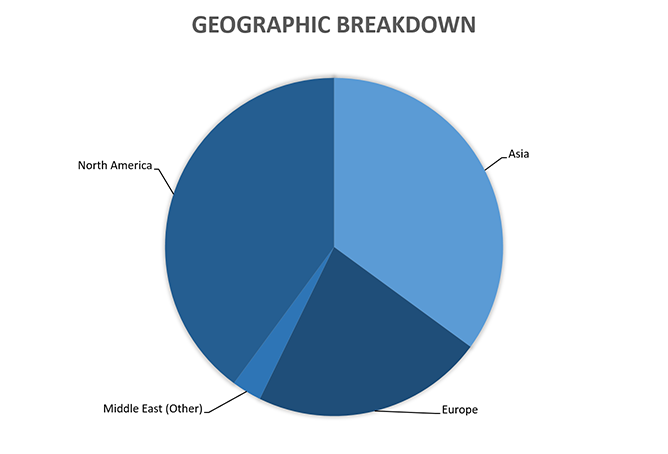 GEOGRAPHIC BREAKDOWN
North America
Asia
Middle East (Other)
Europe